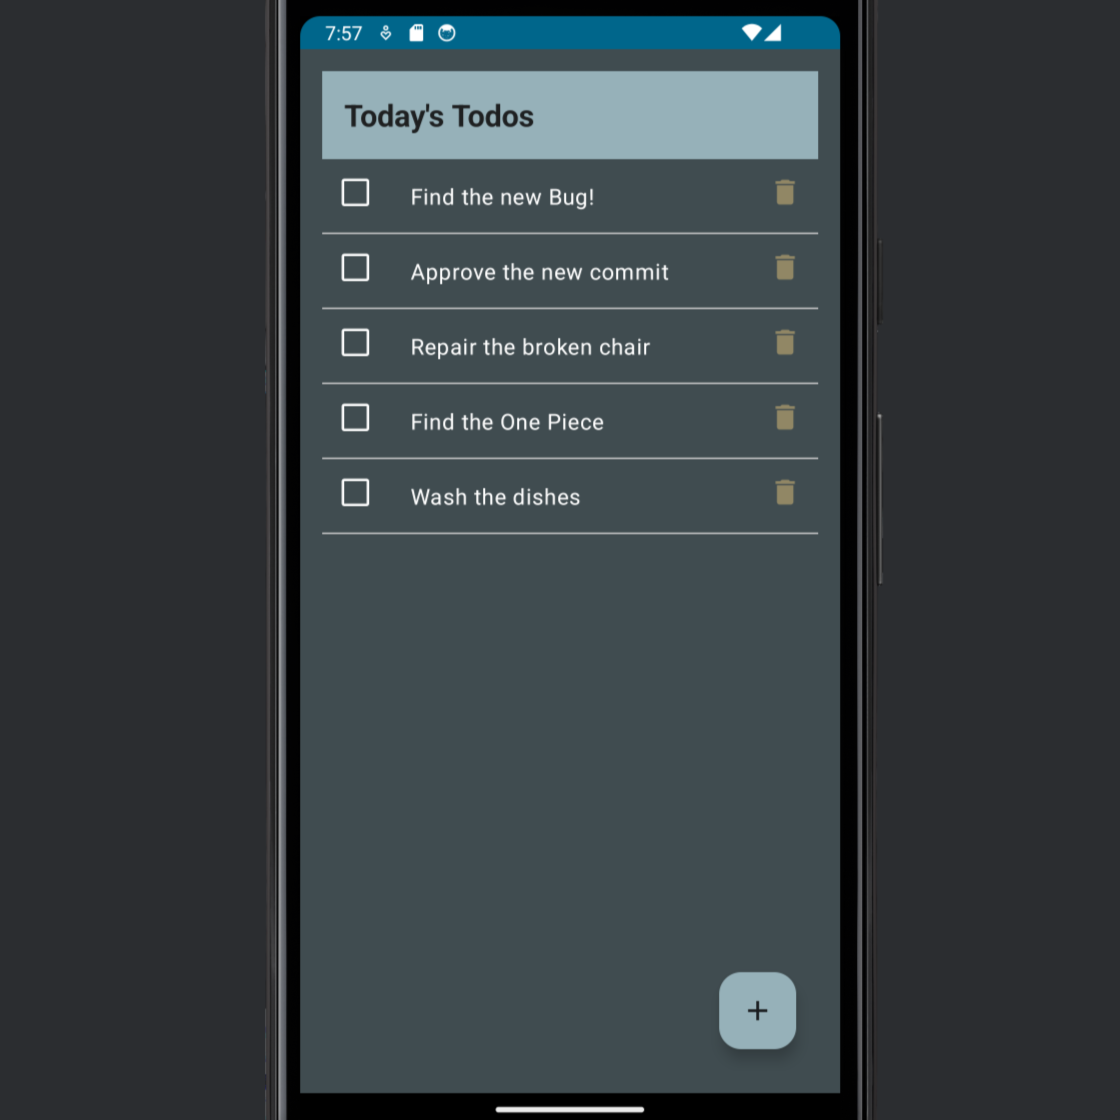 7:57
Today's Todos
Find the new Bug!
Approve the new commit
Repair the broken chair
Find the One Piece
Wash the dishes
+